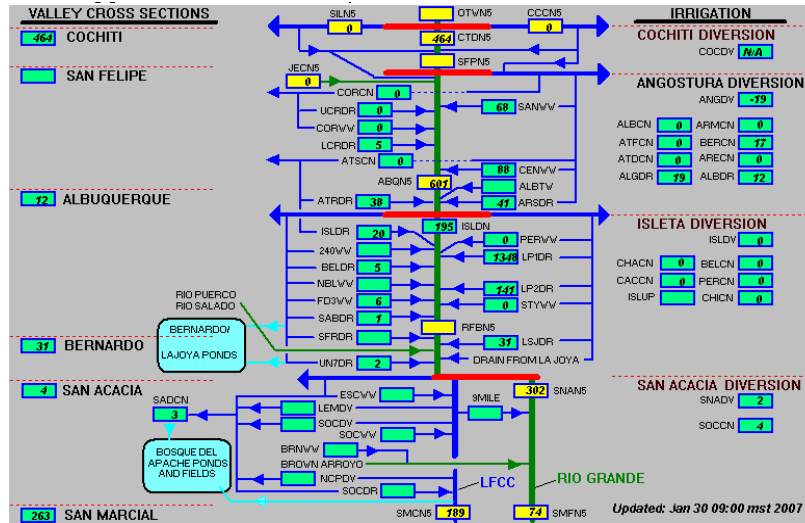 VALLEY CROSS SECTIONS
464 COCHITI
SAN FELIPE
12 ALBUQUERQUE
31 BERNARDO
4 SAN ACACIA
263 SAN MARCIAL
SILN5 0
OTWN5
CCCN5 0
464 CTDN5
SFPN5
JECN5 0
CORCN 0
UCRDR 0
CORWW 0
LCRDR 5
68 SANWW
ATSCN 0
88 CENWW
ABQN5 601
ALBTW
ATRDR 38
41 ARSDR
195 ISLDN
ISLDR 20
0 PERWW
240WW
1348 LP1DR
BELDR 5
NBLWW
141 LP2DR
FD3WW 6
0 STYWW
SABDR 1
RIO PUERCO
RIO SALADO
RFBN5
SFRDR
31 LSJDR
BERNARDO/
LAJOYA PONDS
UN7DR 2
DRAIN FROM LA JOYA
302 SNAN5
ESCWW
LEMDV
9MILE
SADCN 3
SOCDV
SOCWW
BOSQUE DEL
APACHE PONDS
AND FIELDS
BRNWW
BROWN ARROYO
NCPDV
SOCDR
LFCC
RIO GRANDE
SMCN5 189
74 SMFN5
IRRIGATION
COCHITI DIVERSION
COCDV N/A
ANGOSTURA DIVERSION
ANGDV -19
ALBCN 0 ARMCN 0
ATFCN 0 BERCN 17
ATDCN 0 ARECN 0
ALGDR 19 ALBDR 12
ISLETA DIVERSION
ISLDV 0
CHACN 0 BELCN 0
CACCN 0 PERCN 0
ISLUP CHICN 0
SAN ACACIA DIVERSION
SNADV 2
SOCCN 4
Updated: Jan 30 09:00 mst 2007